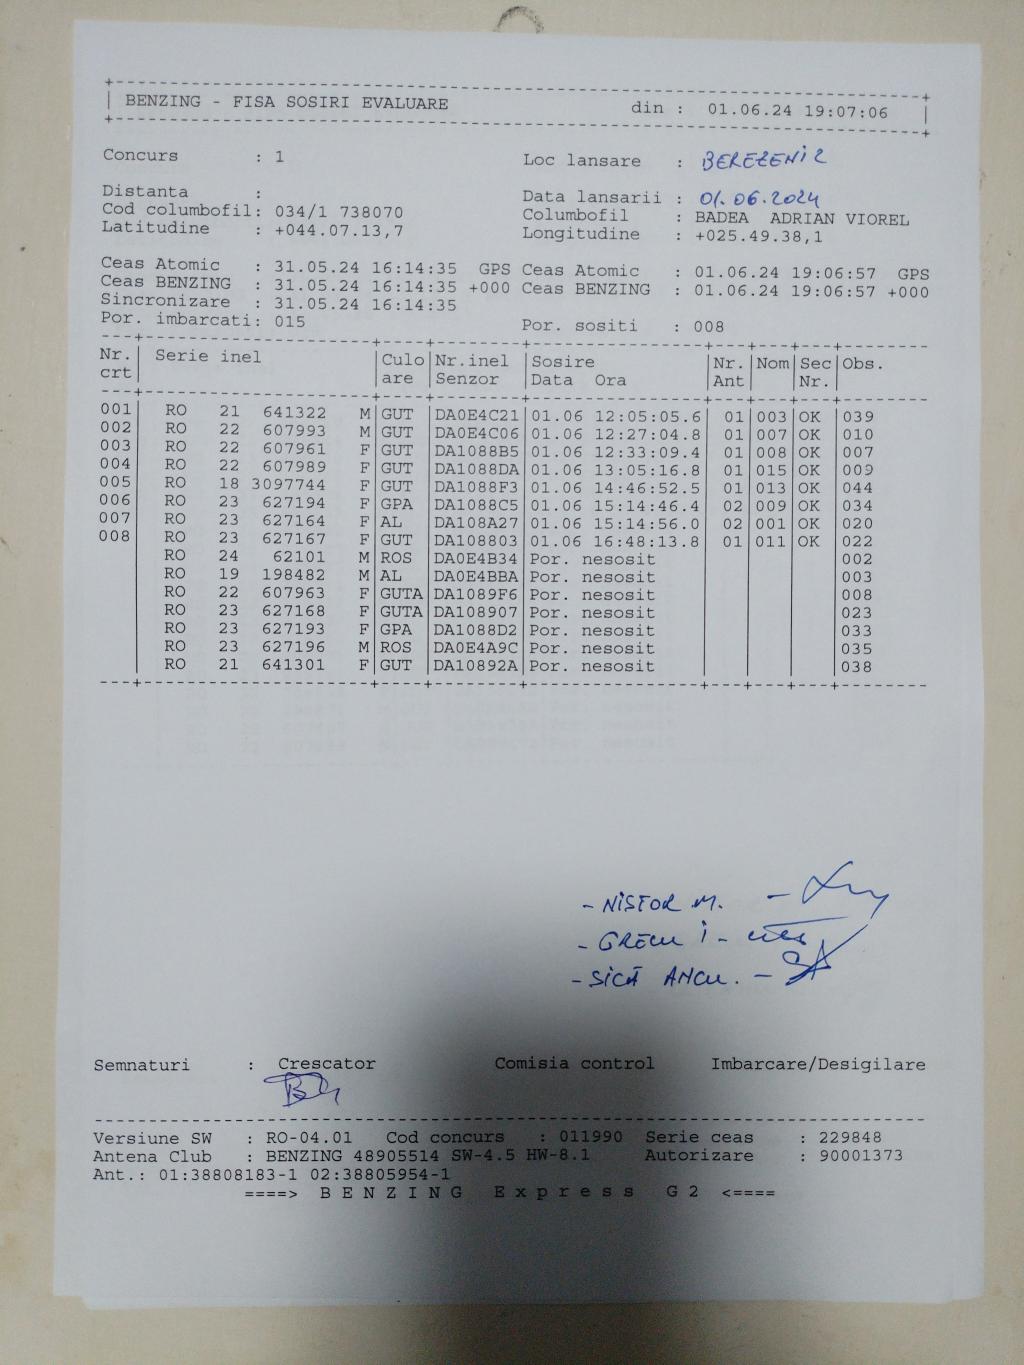 BENZING - FISA SOSIRI EVALUARE din : 01.06.24 19:07:06
Concurs : 1 Loc lansare : BEREZENI 2
Distanta : Data lansarii : 01.06.2024
Cod columbofil: 034/1 738070 Columbofil : BADEA ADRIAN VIOREL
Latitudine : +044.07.13,7 Longitudine : +025.49.38,1
Ceas Atomic : 31.05.24 16:14:35 GPS Ceas Atomic : 01.06.24 19:06:57 GPS
Ceas BENZING : 31.05.24 16:14:35 +000 Ceas BENZING : 01.06.24 19:06:57 +000
Sincronizare : 31.05.24 16:14:35
Por. imbarcati: 015 Por. sositi : 008
Nr. Serie inel Culo Nr.inel Sosire Nr. Nom Sec Obs.
crt are Senzor Data Ora Ant Nr.
001 RO 21 641322 M GUT DA0E4C21 01.06 12:05:05.6 01 003 OK 039
002 RO 22 607993 M GUT DA0E4C06 01.06 12:27:04.8 01 007 OK 010
003 RO 22 607961 F GUT DA1088B5 01.06 12:33:09.4 01 008 OK 007
004 RO 22 607989 F GUT DA1088DA 01.06 13:05:16.8 01 015 OK 009
005 RO 18 3097744 F GUT DA1088F3 01.06 14:46:52.5 01 013 OK 044
006 RO 23 627194 F GPA DA1088C5 01.06 15:14:46.4 02 009 OK 034
007 RO 23 627164 F AL DA108A27 01.06 15:14:56.0 02 001 OK 020
008 RO 23 627167 F GUT DA108803 01.06 16:48:13.8 01 011 OK 022
RO 24 62101 M ROS DA0E4B34 Por. nesosit 002
RO 19 198482 M AL DA0E4BBA Por. nesosit 003
RO 22 607963 F GUTA DA1089F6 Por. nesosit 008
RO 23 627168 F GUTA DA108907 Por. nesosit 023
RO 23 627193 F GPA DA1088D2 Por. nesosit 033
RO 23 627196 M ROS DA0E4A9C Por. nesosit 035
RO 21 641301 F GUT DA10892A Por. nesosit 038
- NISTOR M. -
- GRECU I -
- SICĂ ANCU. -
Semnaturi : Crescator Comisia control Imbarcare/Desigilare
Versiune SW : RO-04.01 Cod concurs : 011990 Serie ceas : 229848
Antena Club : BENZING 48905514 SW-4.5 HW-8.1 Autorizare : 90001373
Ant.: 01:38808183-1 02:38805954-1
====> B E N Z I N G E x p r e s s G 2 <====